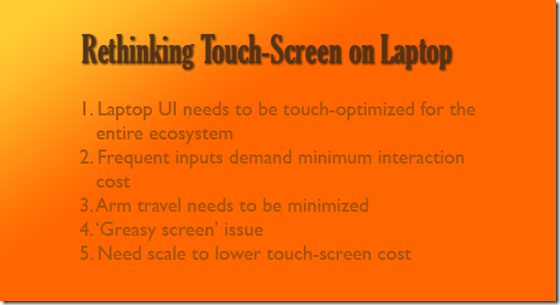 Rethinking Touch-Screen on Laptop
1. Laptop UI needs to be touch-optimized for the
entire ecosystem
2. Frequent inputs demand minimum interaction
cost
3. Arm travel needs to be minimized
4. ‘Greasy screen’ issue
5. Need scale to lower touch-screen cost